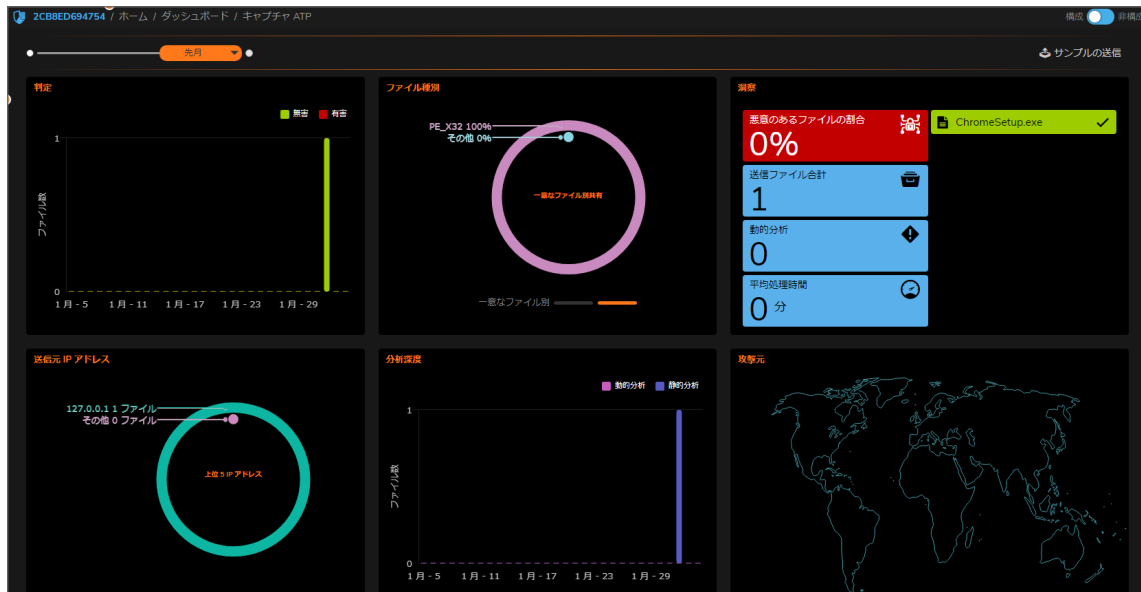 2CB8ED694754 / ホーム / ダッシュボード / キャプチャ ATP
構成 非構成
先月
サンプルの送信
判定
無害 有害
ファイル数
1
0
1 月 - 5 1 月 - 11 1 月 - 17 1 月 - 23 1 月 - 29
ファイル種別
PE_X32 100%
その他 0%
一意なファイル別共有
一意なファイル別
洞察
悪意のあるファイルの割合
0%
送信ファイル合計
1
動的分析
0
平均処理時間
0 分
ChromeSetup.exe
送信元 IP アドレス
127.0.0.1 1 ファイル
その他 0 ファイル
上位 5 IP アドレス
分析深度
動的分析 静的分析
ファイル数
1
0
1 月 - 5 1 月 - 11 1 月 - 17 1 月 - 23 1 月 - 29
攻撃元